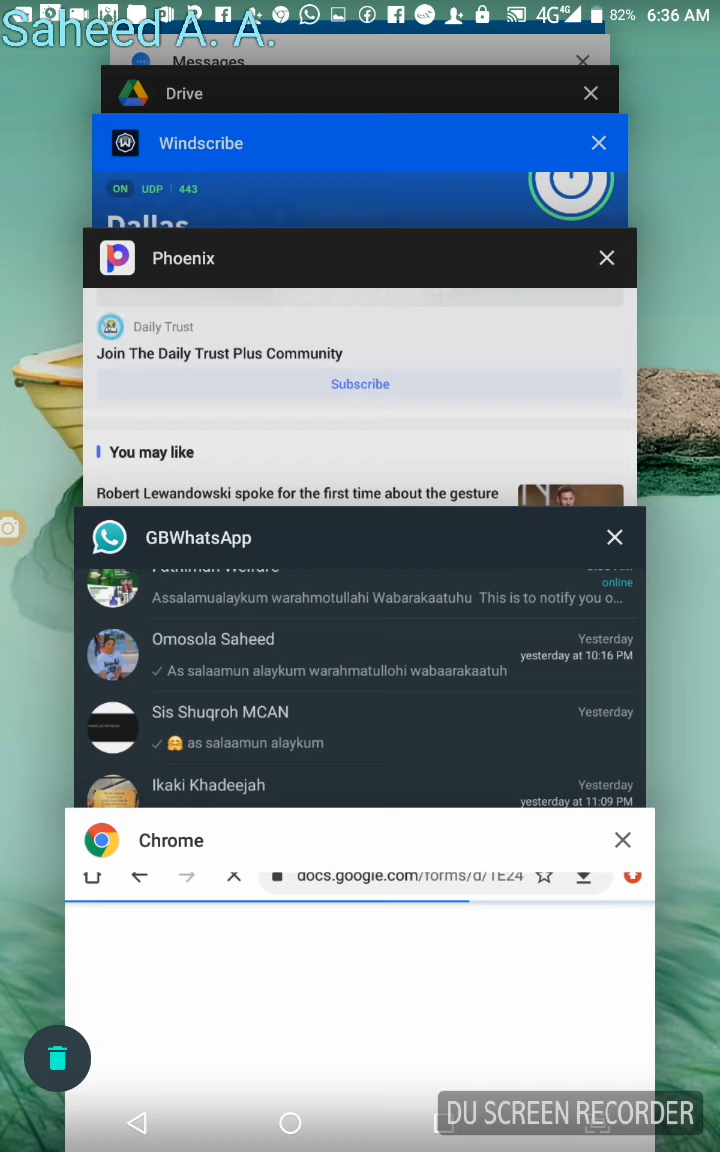 4G 4G 82% 6:36 AM
Saheed A. A.
Messages
Drive
Windscribe
ON UDP | 443
Dallas
Phoenix
Daily Trust
Join The Daily Trust Plus Community
Subscribe
You may like
Robert Lewandowski spoke for the first time about the gesture
GBWhatsApp
online
Assalamualaykum warahmotullahi Wabarakaatuhu This is to notify you o...
Omosola Saheed
Yesterday
yesterday at 10:16 PM
As salaamun alaykum warahmatullohi wabaarakaatuh
Sis Shuqroh MCAN
Yesterday
🤗 as salaamun alaykum
Ikaki Khadeejah
Yesterday
yesterday at 11:09 PM
Chrome
docs.google.com/forms/d/1E24
DU SCREEN RECORDER